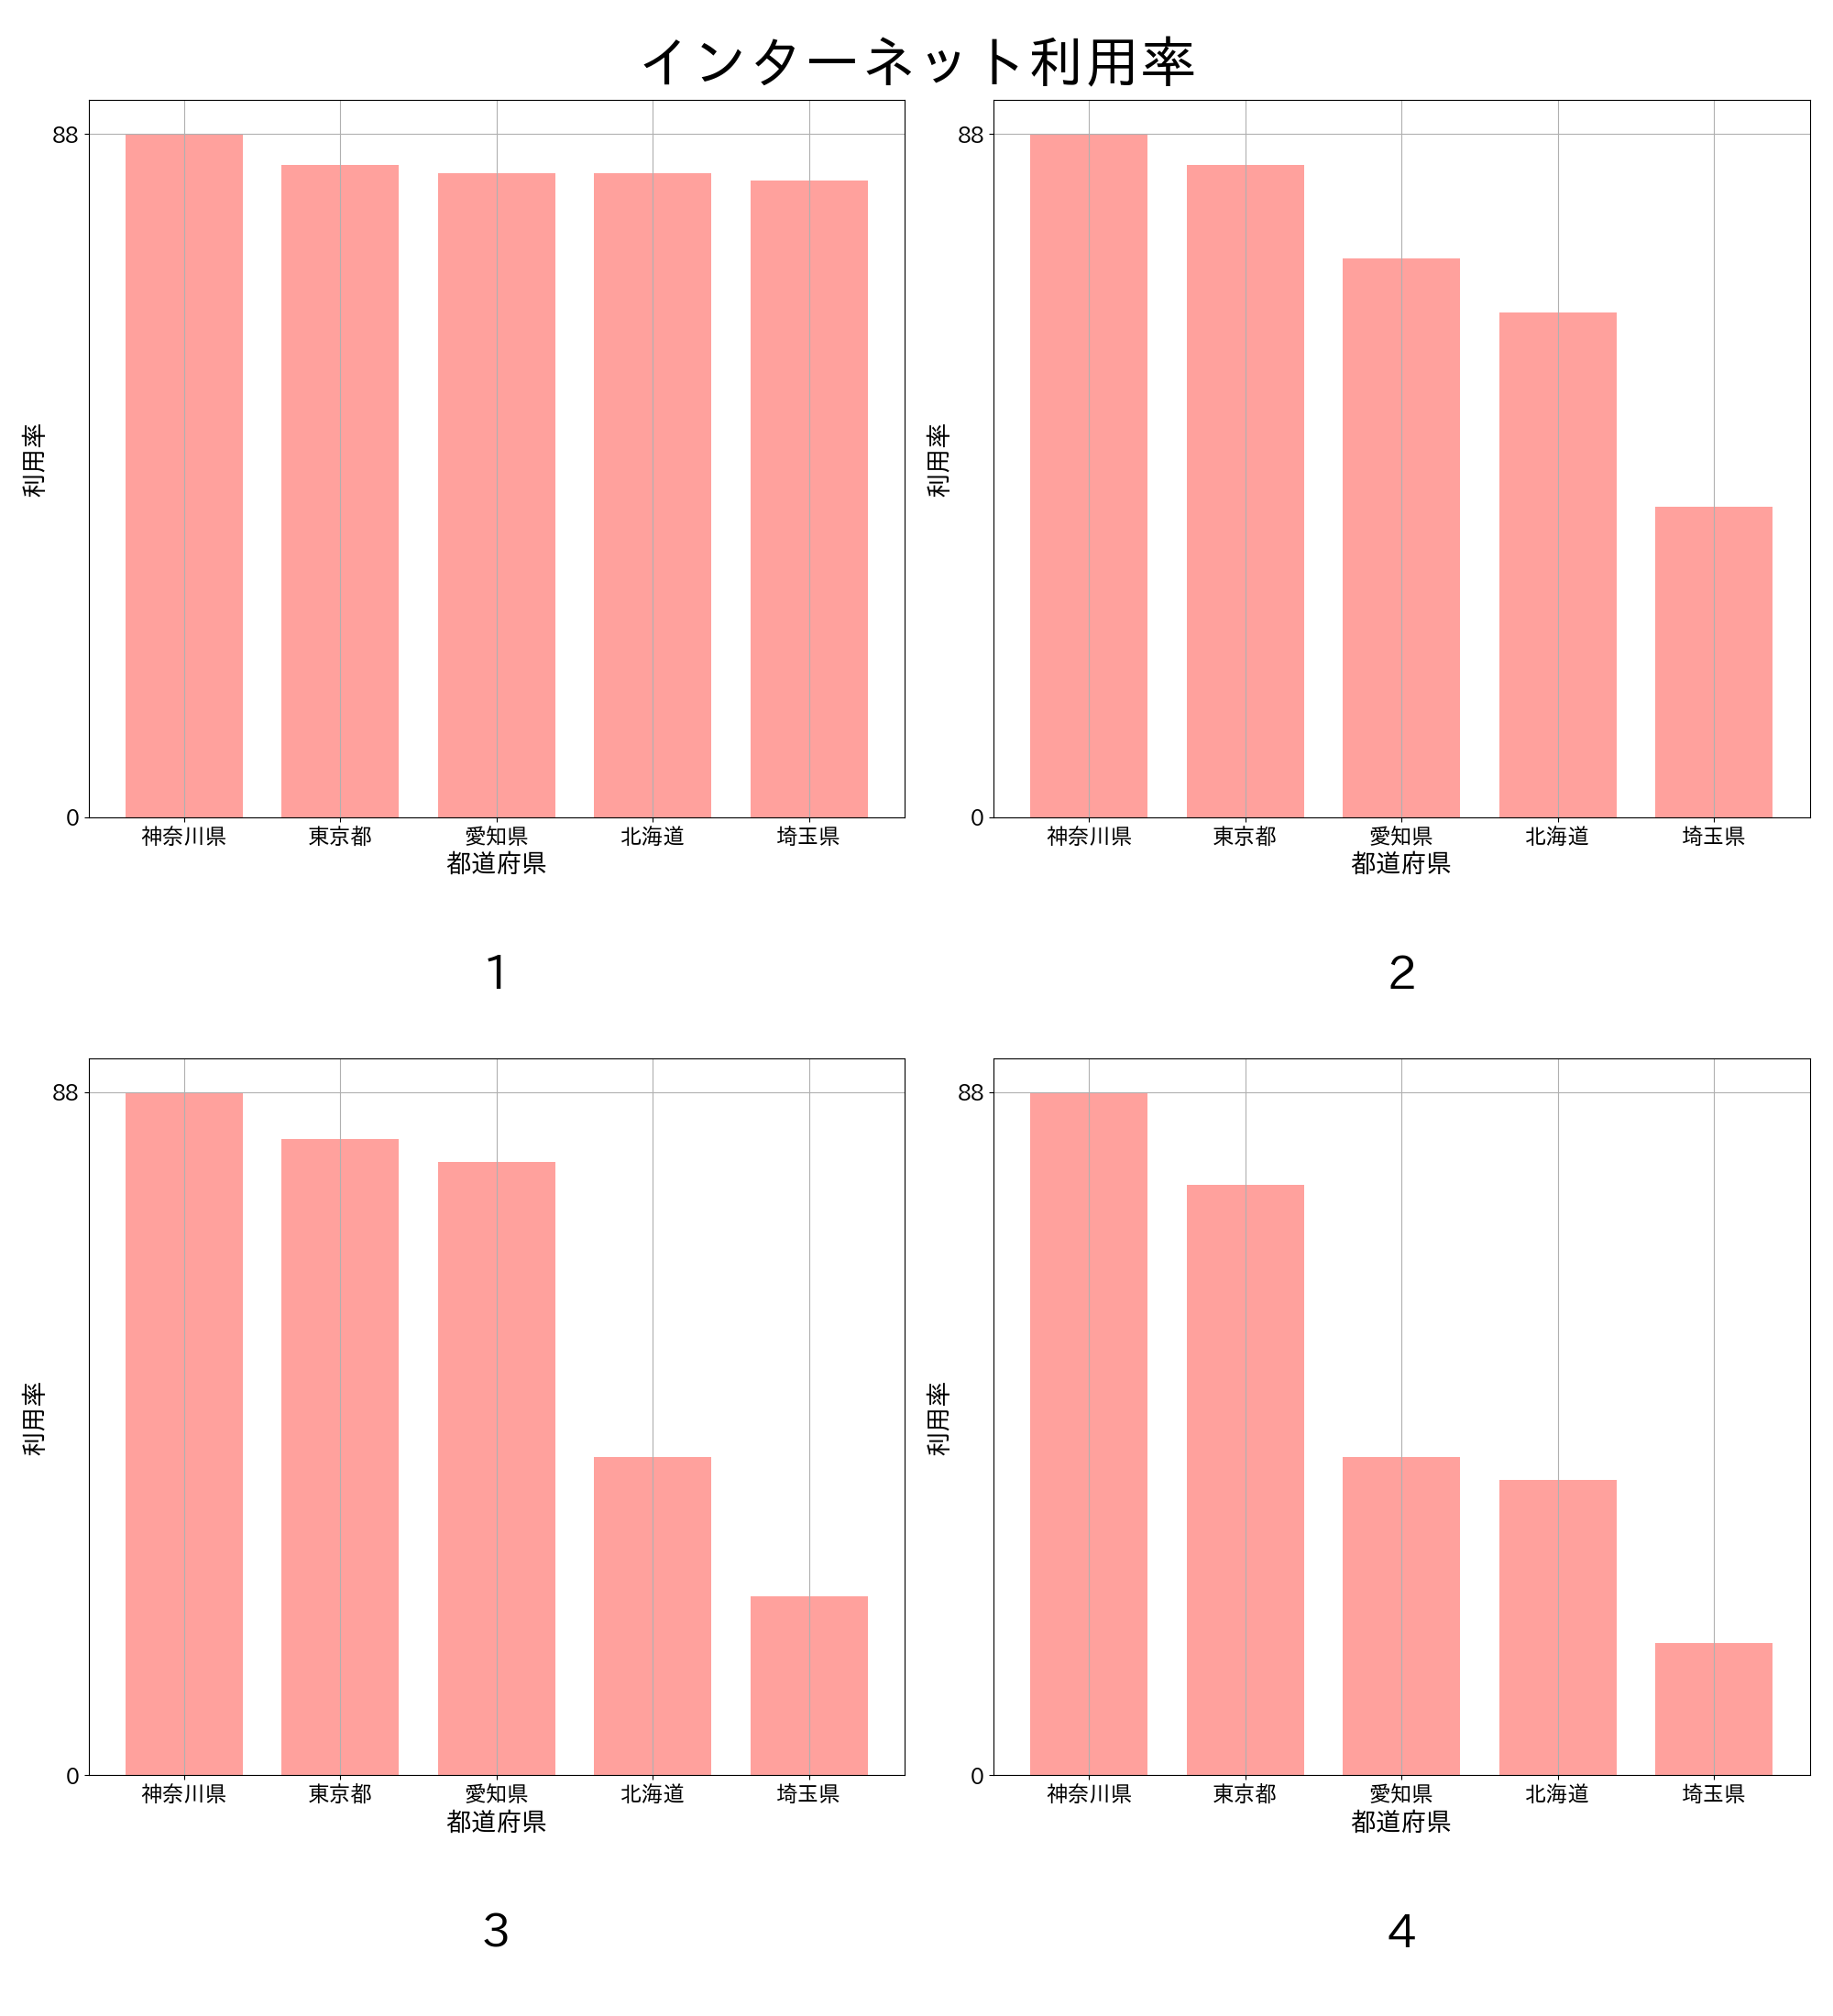 インターネット利用率
88
0
利用率
神奈川県 東京都 愛知県 北海道 埼玉県
都道府県
1
88
0
利用率
神奈川県 東京都 愛知県 北海道 埼玉県
都道府県
2
88
0
利用率
神奈川県 東京都 愛知県 北海道 埼玉県
都道府県
3
88
0
利用率
神奈川県 東京都 愛知県 北海道 埼玉県
都道府県
4